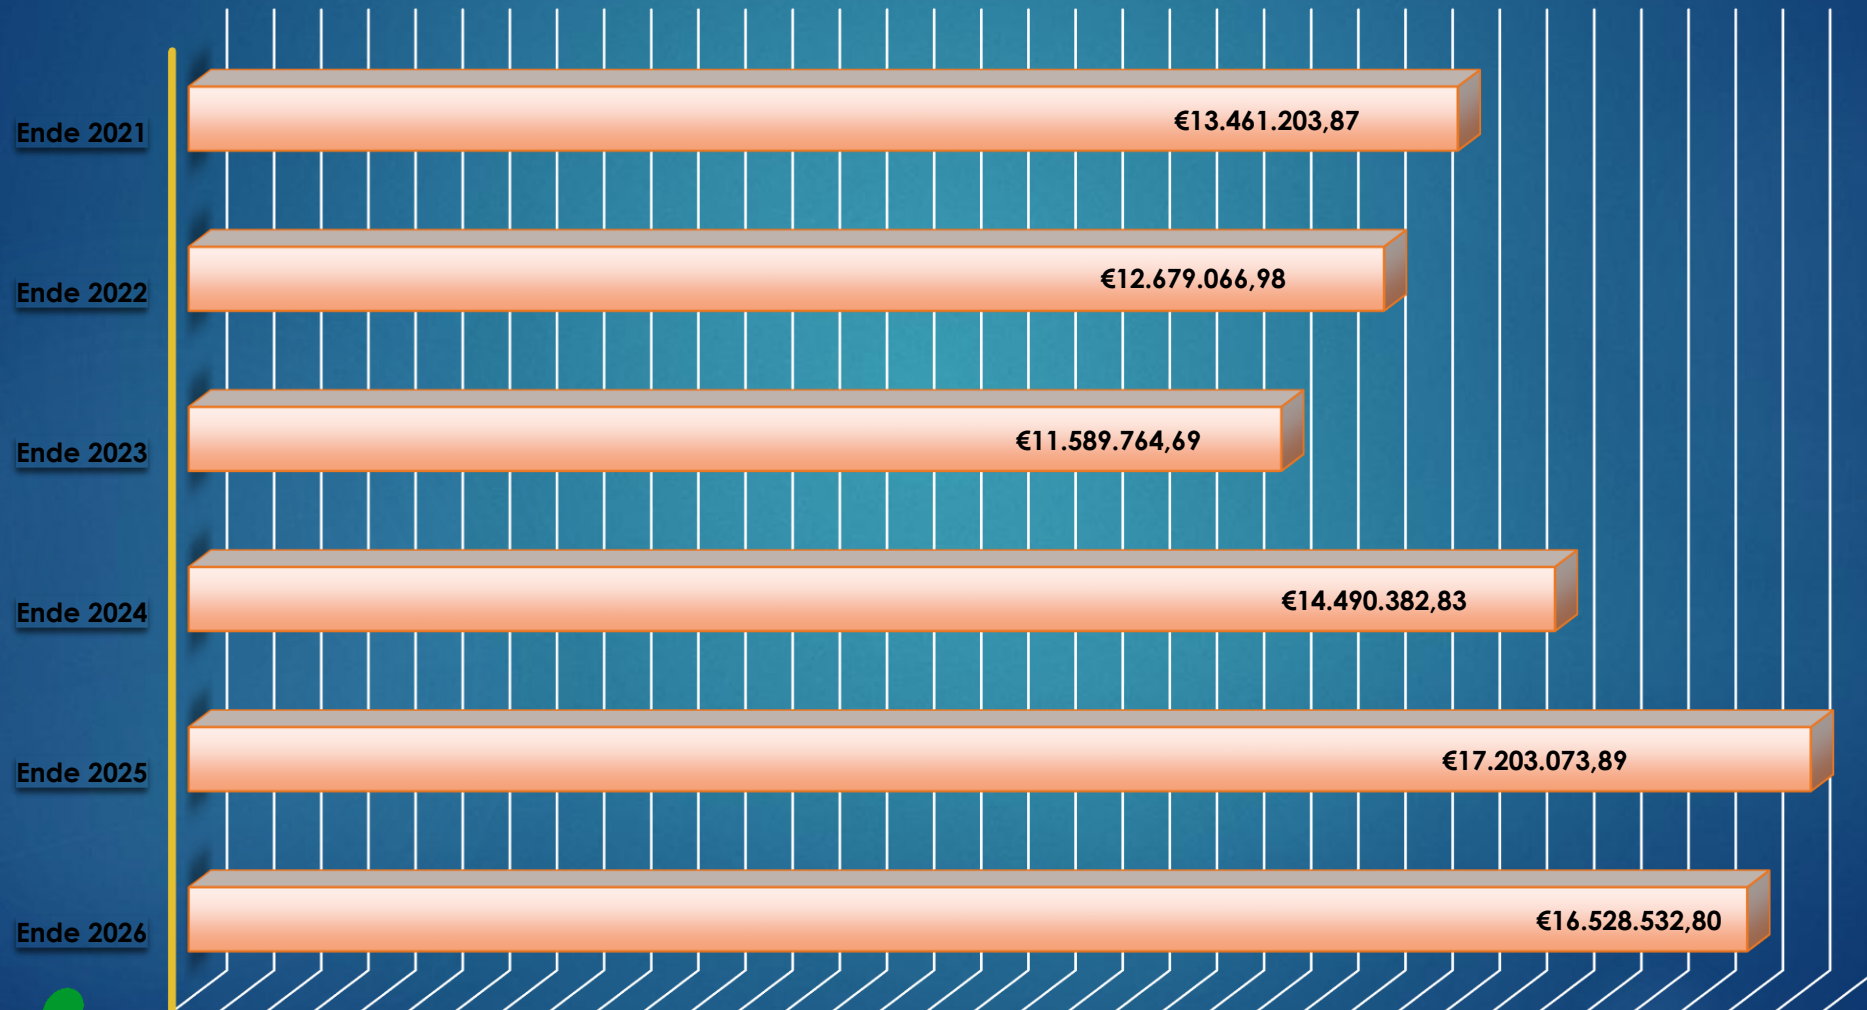 Ende 2021
€13.461.203,87
Ende 2022
€12.679.066,98
Ende 2023
€11.589.764,69
Ende 2024
€14.490.382,83
Ende 2025
€17.203.073,89
Ende 2026
€16.528.532,80